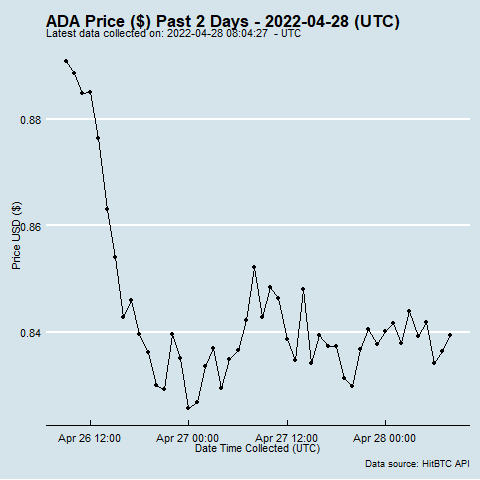 ADA Price ($) Past 2 Days - 2022-04-28 (UTC)
Latest data collected on: 2022-04-28 08:04:27  - UTC
0.88
0.86
0.84
Price USD ($)
Apr 26 12:00
Apr 27 00:00
Apr 27 12:00
Apr 28 00:00
Date Time Collected (UTC)
Data source: HitBTC API